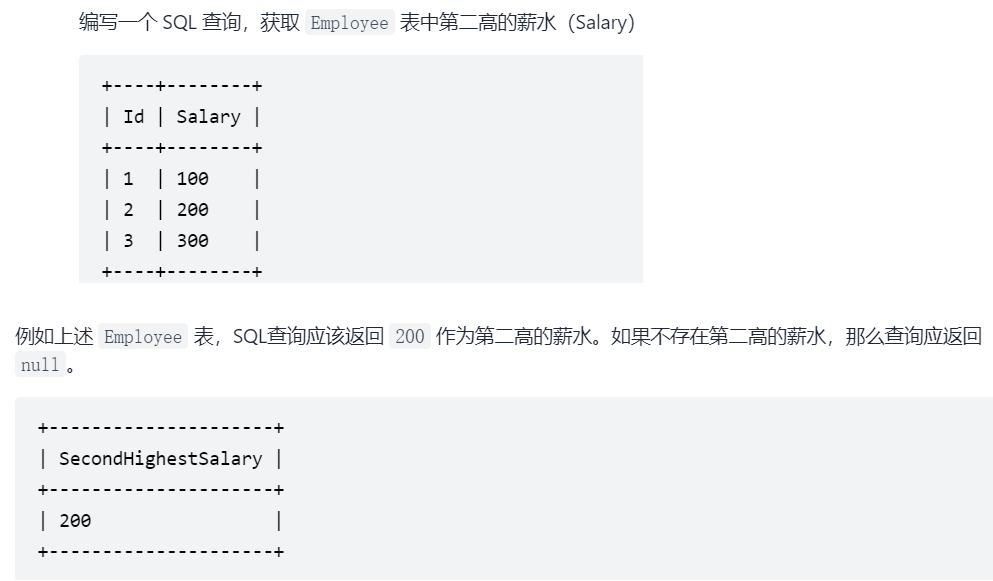 编写一个 SQL 查询，获取 Employee 表中第二高的薪水（Salary）
+----+--------+
| Id | Salary |
+----+--------+
| 1  | 100    |
| 2  | 200    |
| 3  | 300    |
+----+--------+
例如上述 Employee 表，SQL查询应该返回 200 作为第二高的薪水。如果不存在第二高的薪水，那么查询应返回
null。
+---------------------+
| SecondHighestSalary |
+---------------------+
| 200                 |
+---------------------+